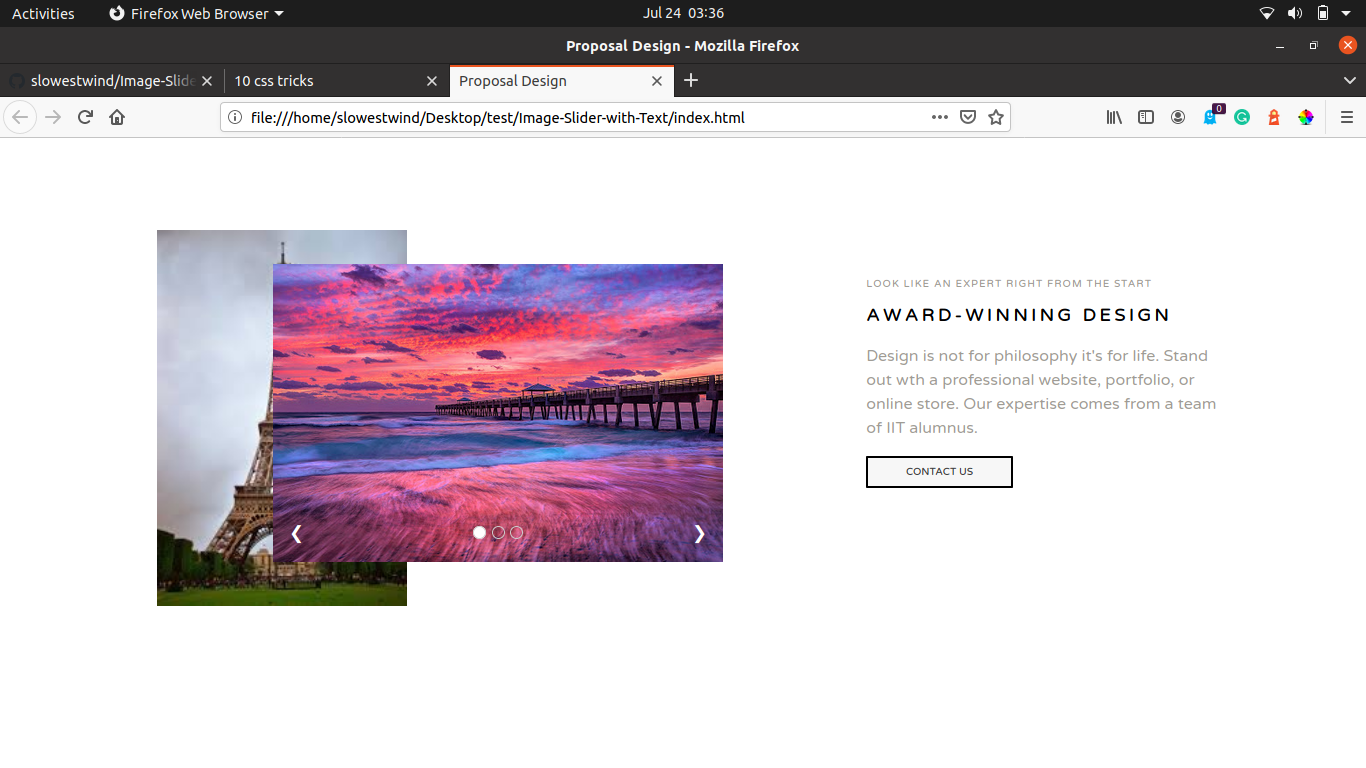 Activities
Firefox Web Browser
Jul 24 03:36
Proposal Design - Mozilla Firefox
slowestwind/Image-Slide
10 css tricks
Proposal Design
file:///home/slowestwind/Desktop/test/Image-Slider-with-Text/index.html
0
LOOK LIKE AN EXPERT RIGHT FROM THE START
AWARD-WINNING DESIGN
Design is not for philosophy it's for life. Stand
out wth a professional website, portfolio, or
online store. Our expertise comes from a team
of IIT alumnus.
CONTACT US